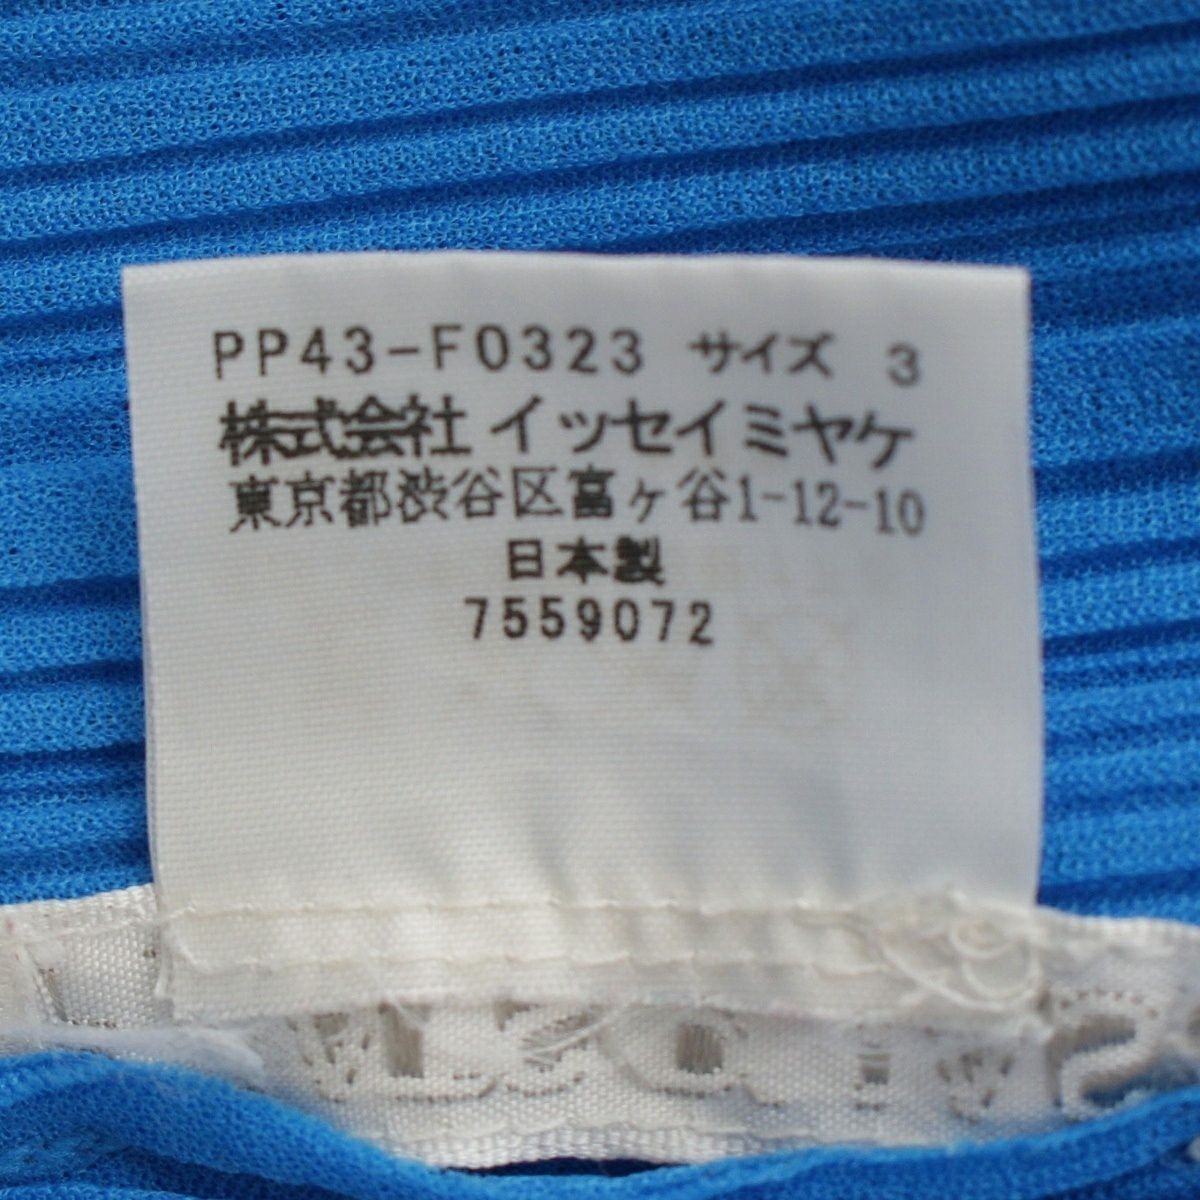 PP43-F0323 サイズ 3
株式会社 イッセイミヤケ
東京都渋谷区富ヶ谷1-12-10
日本製
7559072